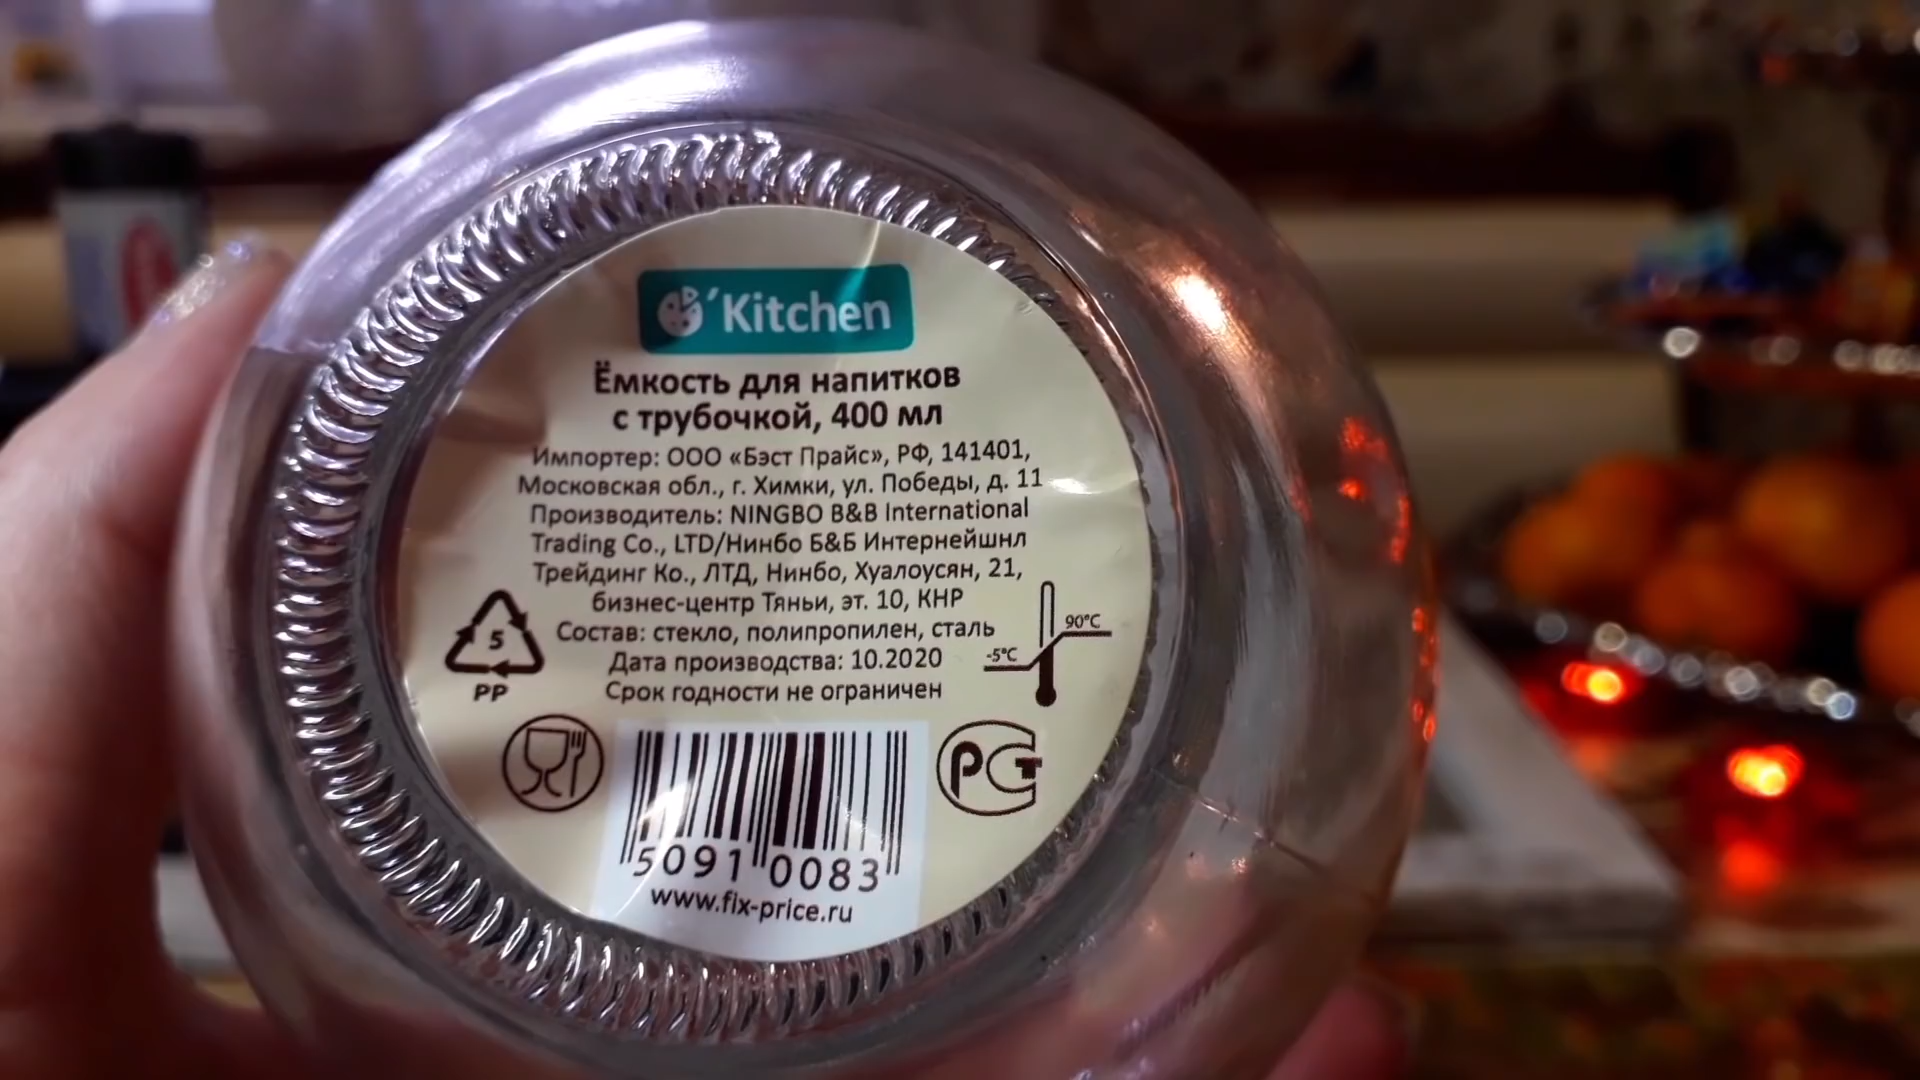 'Kitchen
Ёмкость для напитков
с трубочкой, 400 мл
Импортер: ООО «Бэст Прайс», РФ, 141401,
Московская обл., г. Химки, ул. Победы, д. 11
Производитель: NINGBO B&B International
Trading Co., LTD/Нинбо Б&Б Интернейшнл
Трейдинг Ко., ЛТД, Нинбо, Хуалоусян, 21,
бизнес-центр Тяньи, эт. 10, КНР
Состав: стекло, полипропилен, сталь
Дата производства: 10.2020
Срок годности не ограничен
5
PP
-5°C
90°C
РСТ
5091 0083
www.fix-price.ru